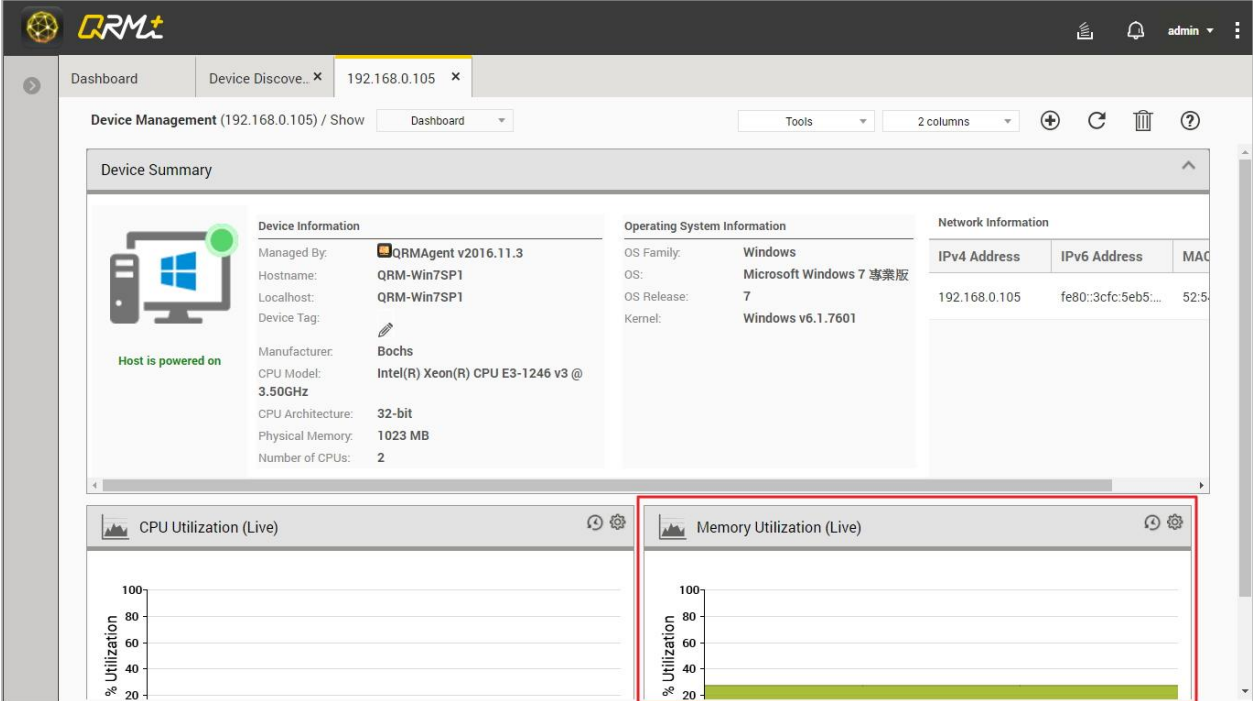 QRM+
admin
Dashboard
Device Discove..
192.168.0.105
Device Management (192.168.0.105) / Show
Dashboard
Tools
2 columns
Device Summary
Host is powered on
Device Information
Managed By: QRMAgent v2016.11.3
Hostname: QRM-Win7SP1
Localhost: QRM-Win7SP1
Device Tag:
Manufacturer: Bochs
CPU Model: Intel(R) Xeon(R) CPU E3-1246 v3 @
3.50GHz
CPU Architecture: 32-bit
Physical Memory: 1023 MB
Number of CPUs: 2
Operating System Information
OS Family: Windows
OS: Microsoft Windows 7 專業版
OS Release: 7
Kernel: Windows v6.1.7601
Network Information
IPv4 Address IPv6 Address MAC
192.168.0.105 fe80::3cfc:5eb5:... 52:5
CPU Utilization (Live)
% Utilization
100
80
60
40
20
Memory Utilization (Live)
% Utilization
100
80
60
40
20